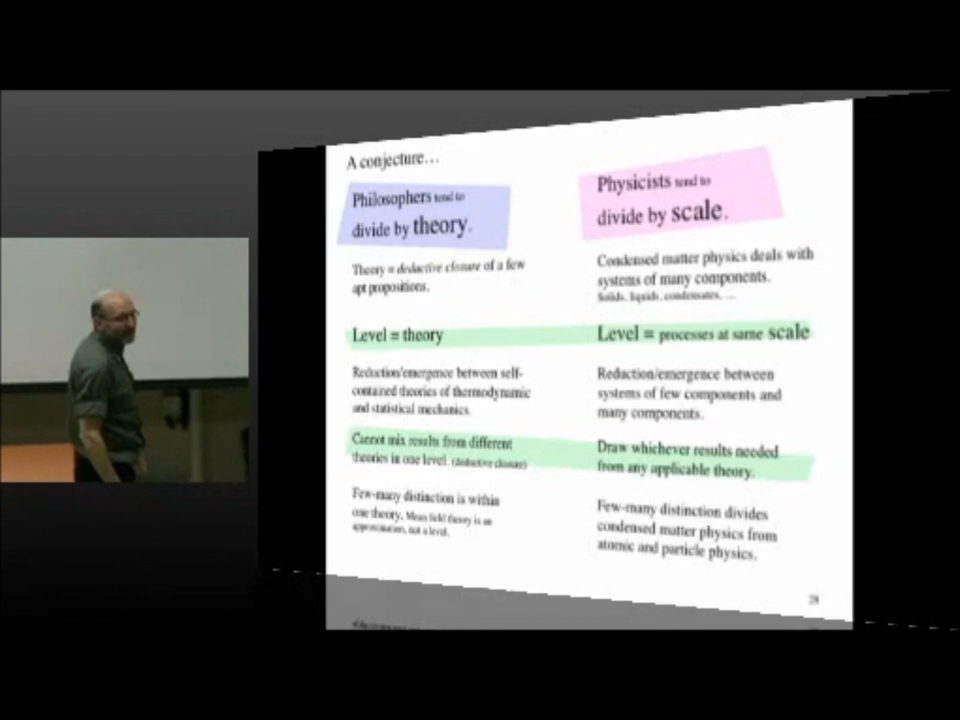 A conjecture…
Philosophers tend to
divide by theory.
Theory = deductive closure of a few
apt propositions.
Level = theory
Reduction/emergence between self-
contained theories of thermodynamic
and statistical mechanics.
Cannot mix results from different
theories in one level. (deductive closure)
Few-many distinction is within
one theory. Mean field theory is an
approximation, not a level.
Physicists tend to
divide by scale.
Condensed matter physics deals with
systems of many components.
Solids, liquids, condensates, …
Level = processes at same scale
Reduction/emergence between
systems of few components and
many components.
Draw whichever results needed
from any applicable theory.
Few-many distinction divides
condensed matter physics from
atomic and particle physics.